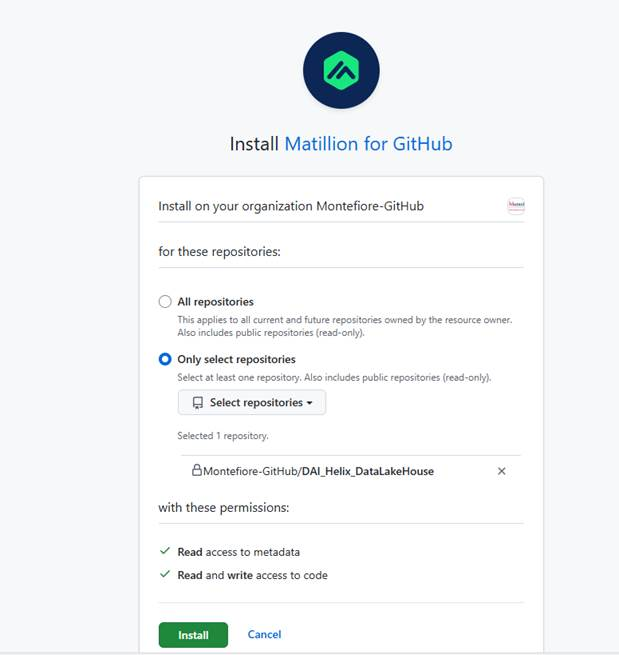 Install Matillion for GitHub
Install on your organization Montefiore-GitHub
for these repositories:
All repositories
This applies to all current and future repositories owned by the resource owner.
Also includes public repositories (read-only).
Only select repositories
Select at least one repository. Also includes public repositories (read-only).
Select repositories
Selected 1 repository.
Montefiore-GitHub/DAI_Helix_DataLakeHouse
with these permissions:
Read access to metadata
Read and write access to code
Install Cancel